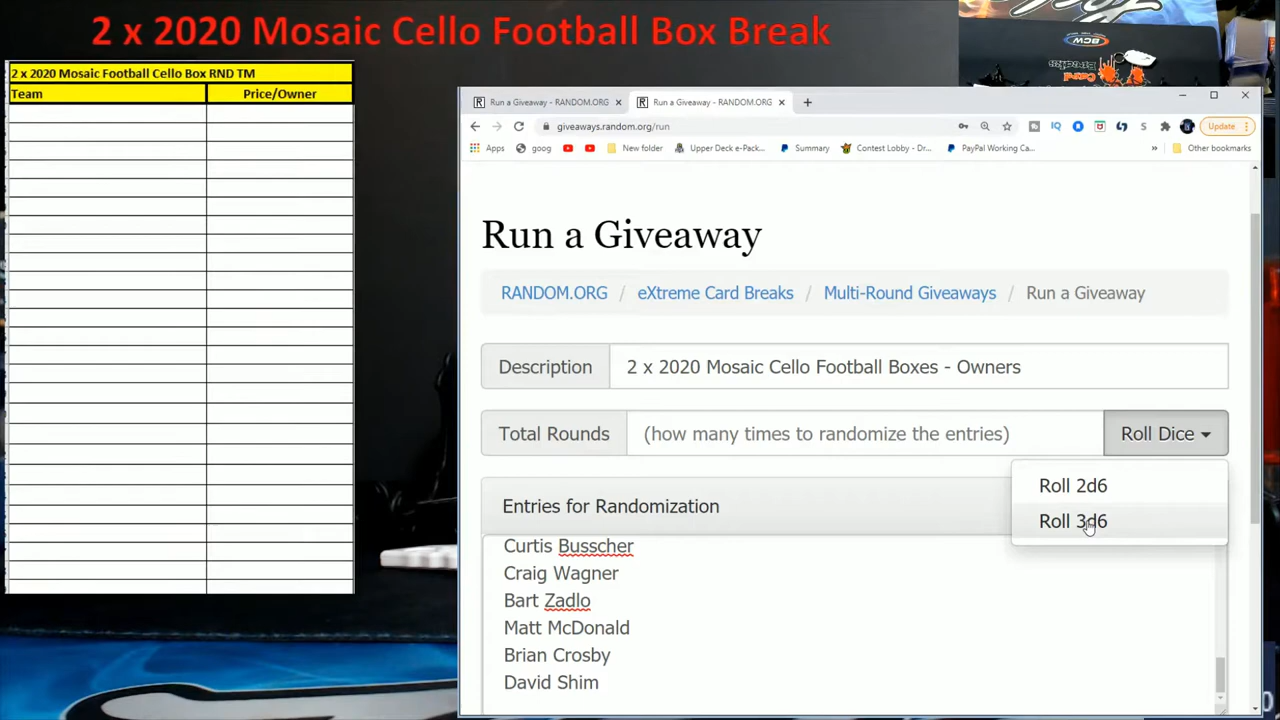 2 x 2020 Mosaic Cello Football Box Break
2 x 2020 Mosaic Football Cello Box RND TM
Team Price/Owner
BCW
Run a Giveaway - RANDOM.ORG
Run a Giveaway - RANDOM.ORG
giveaways.random.org/run
Update
Apps
goog
New folder
Upper Deck e-Pack...
Summary
Contest Lobby - Dr...
PayPal Working Ca...
Other bookmarks
Run a Giveaway
RANDOM.ORG / eXtreme Card Breaks / Multi-Round Giveaways / Run a Giveaway
Description 2 x 2020 Mosaic Cello Football Boxes - Owners
Total Rounds (how many times to randomize the entries) Roll Dice
Roll 2d6
Roll 3d6
Entries for Randomization
Curtis Busscher
Craig Wagner
Bart Zadlo
Matt McDonald
Brian Crosby
David Shim